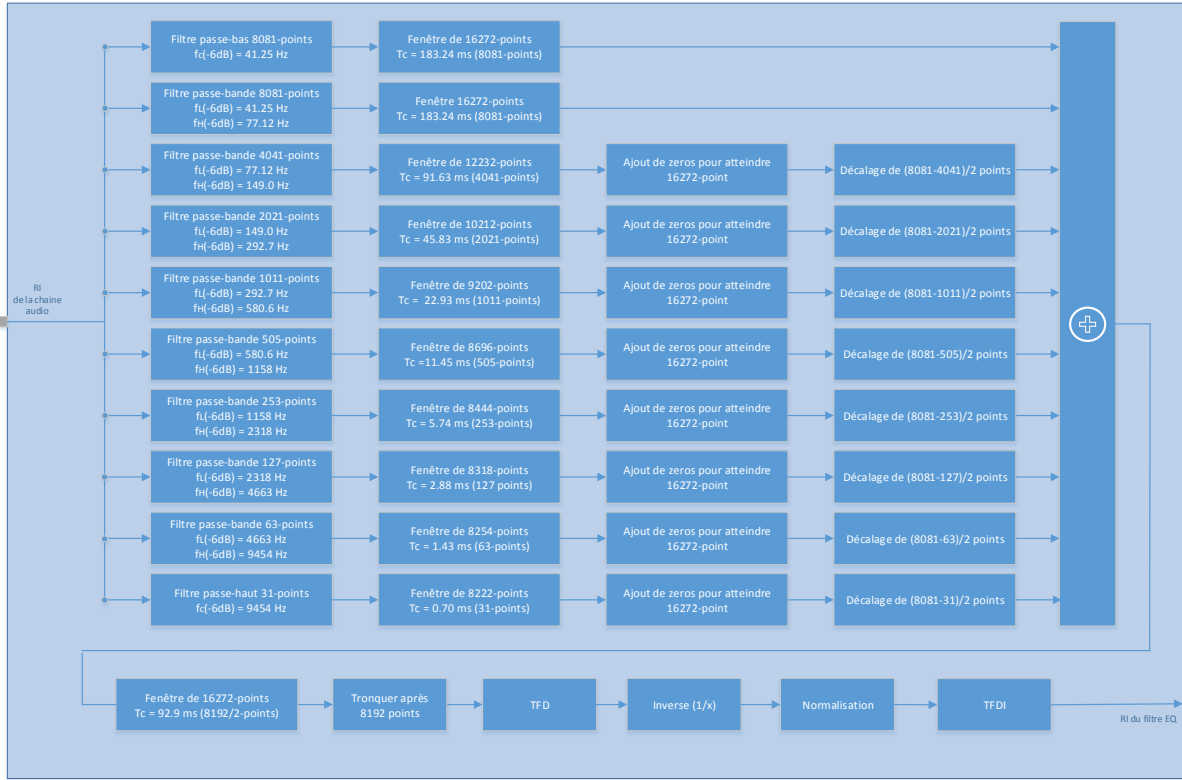 Filtre passe-bas 8081-points
fc(-6dB) = 41.25 Hz
Fenêtre de 16272-points
Tc = 183.24 ms (8081-points)
Filtre passe-bande 8081-points
fL(-6dB) = 41.25 Hz
fH(-6dB) = 77.12 Hz
Fenêtre 16272-points
Tc = 183.24 ms (8081-points)
Filtre passe-bande 4041-points
fL(-6dB) = 77.12 Hz
fH(-6dB) = 149.0 Hz
Fenêtre de 12232-points
Tc = 91.63 ms (4041-points)
Ajout de zeros pour atteindre
16272-point
Décalage de (8081-4041)/2 points
Filtre passe-bande 2021-points
fL(-6dB) = 149.0 Hz
fH(-6dB) = 292.7 Hz
Fenêtre de 10212-points
Tc = 45.83 ms (2021-points)
Ajout de zeros pour atteindre
16272-point
Décalage de (8081-2021)/2 points
RI
de la chaine
audio
Filtre passe-bande 1011-points
fL(-6dB) = 292.7 Hz
fH(-6dB) = 580.6 Hz
Fenêtre de 9202-points
Tc = 22.93 ms (1011-points)
Ajout de zeros pour atteindre
16272-point
Décalage de (8081-1011)/2 points
Filtre passe-bande 505-points
fL(-6dB) = 580.6 Hz
fH(-6dB) = 1158 Hz
Fenêtre de 8696-points
Tc =11.45 ms (505-points)
Ajout de zeros pour atteindre
16272-point
Décalage de (8081-505)/2 points
Filtre passe-bande 253-points
fL(-6dB) = 1158 Hz
fH(-6dB) = 2318 Hz
Fenêtre de 8444-points
Tc = 5.74 ms (253-points)
Ajout de zeros pour atteindre
16272-point
Décalage de (8081-253)/2 points
Filtre passe-bande 127-points
fL(-6dB) = 2318 Hz
fH(-6dB) = 4663 Hz
Fenêtre de 8318-points
Tc = 2.88 ms (127 points)
Ajout de zeros pour atteindre
16272-point
Décalage de (8081-127)/2 points
Filtre passe-bande 63-points
fL(-6dB) = 4663 Hz
fH(-6dB) = 9454 Hz
Fenêtre de 8254-points
Tc = 1.43 ms (63-points)
Ajout de zeros pour atteindre
16272-point
Décalage de (8081-63)/2 points
Filtre passe-haut 31-points
fc(-6dB) = 9454 Hz
Fenêtre de 8222-points
Tc = 0.70 ms (31-points)
Ajout de zeros pour atteindre
16272-point
Décalage de (8081-31)/2 points
Fenêtre de 16272-points
Tc = 92.9 ms (8192/2-points)
Tronquer après
8192 points
TFD
Inverse (1/x)
Normalisation
TFDI
RI du filtre EQ